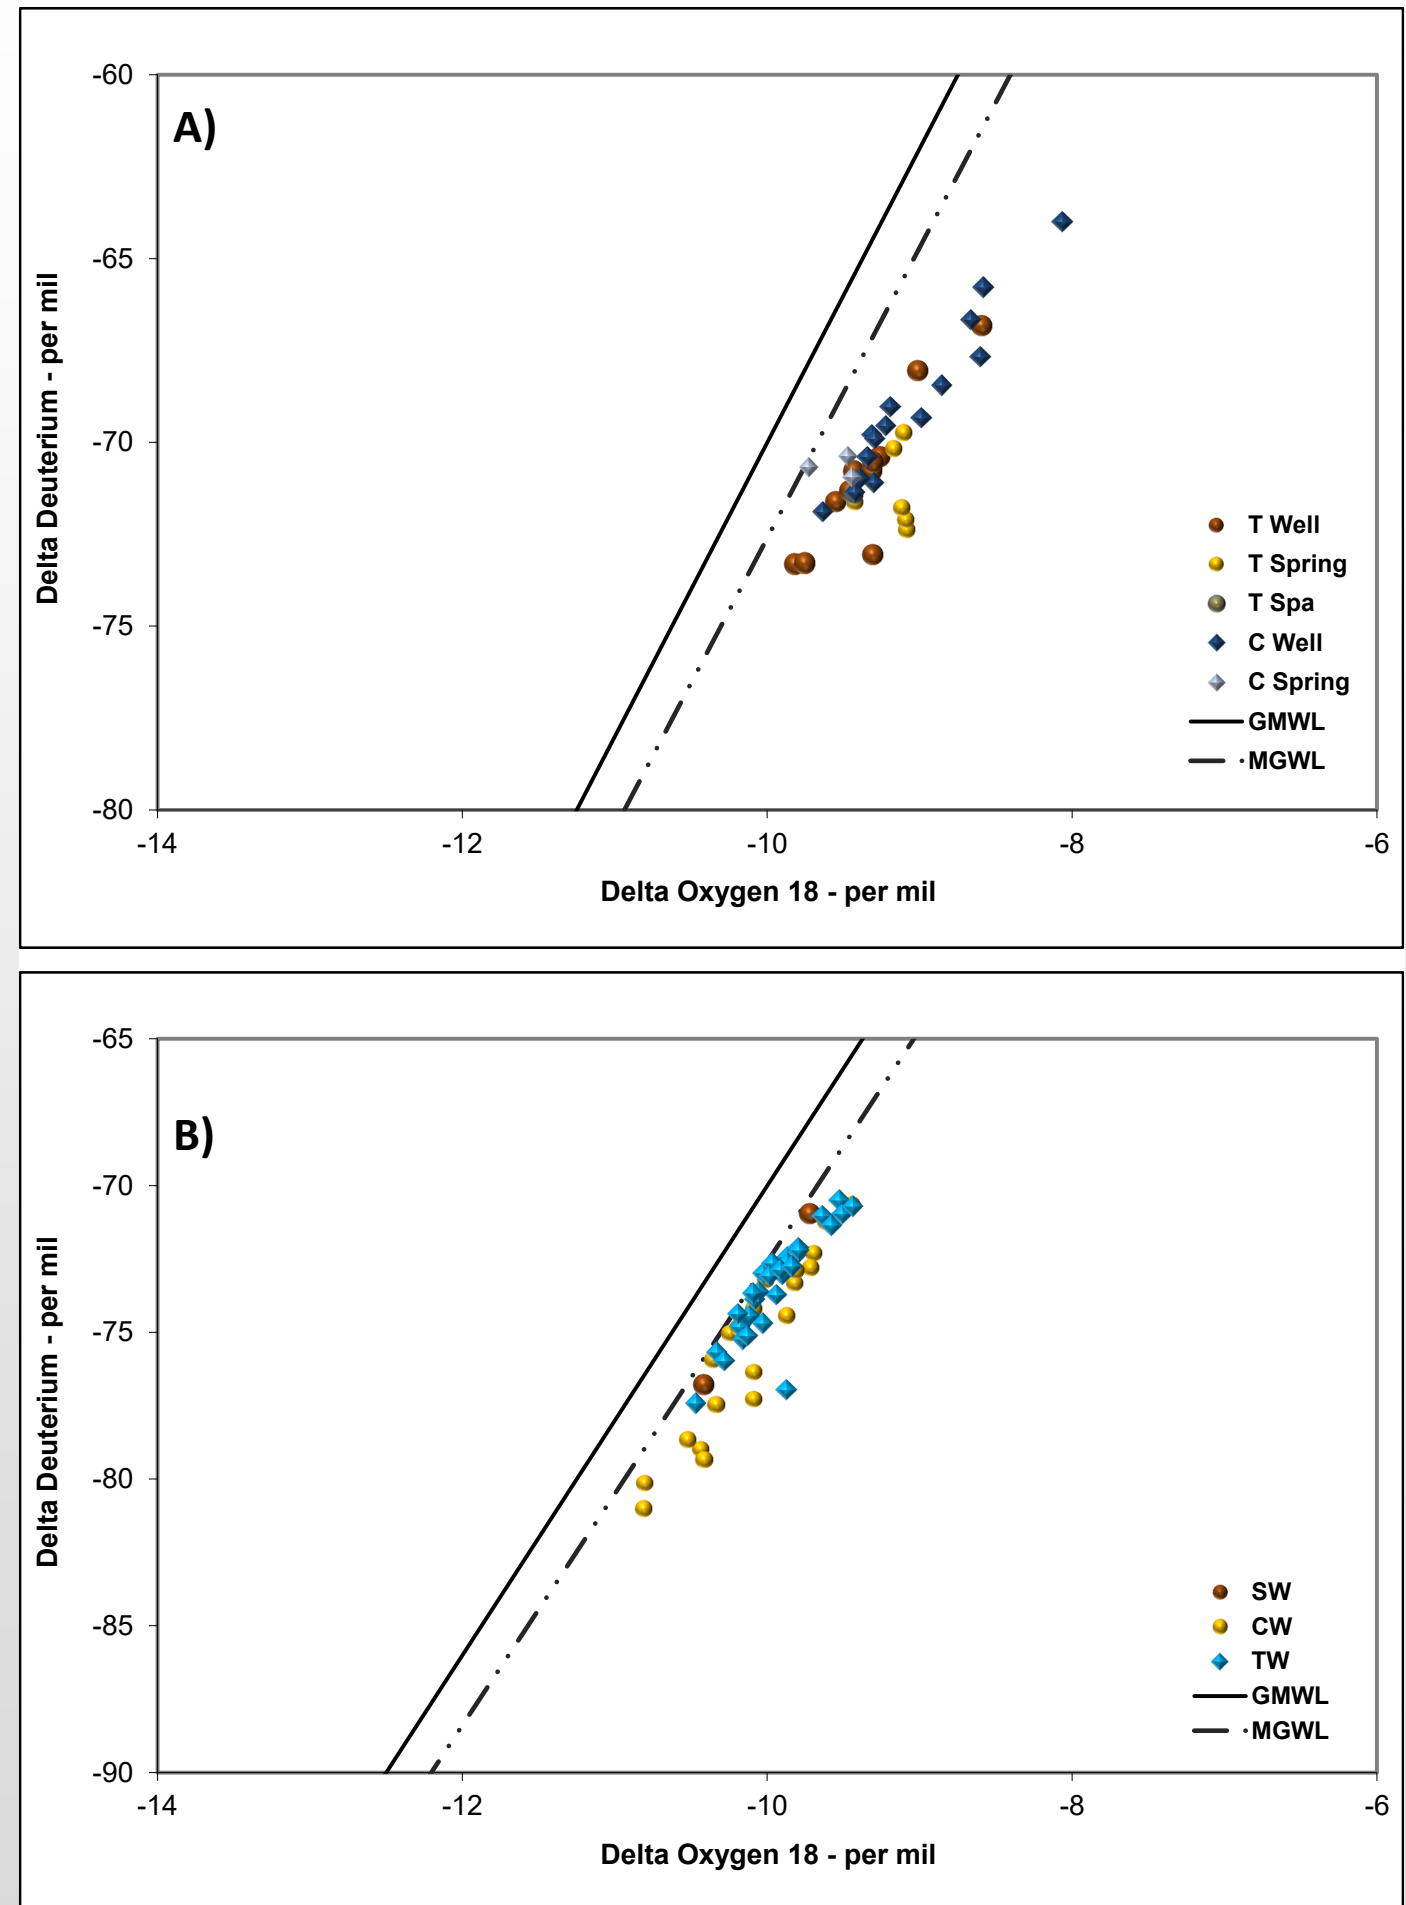 A)
-60
-65
-70
-75
-80
-14
-12
-10
-8
-6
Delta Deuterium - per mil
Delta Oxygen 18 - per mil
T Well
T Spring
T Spa
C Well
C Spring
GMWL
MGWL
B)
-65
-70
-75
-80
-85
-90
-14
-12
-10
-8
-6
Delta Deuterium - per mil
Delta Oxygen 18 - per mil
SW
CW
TW
GMWL
MGWL